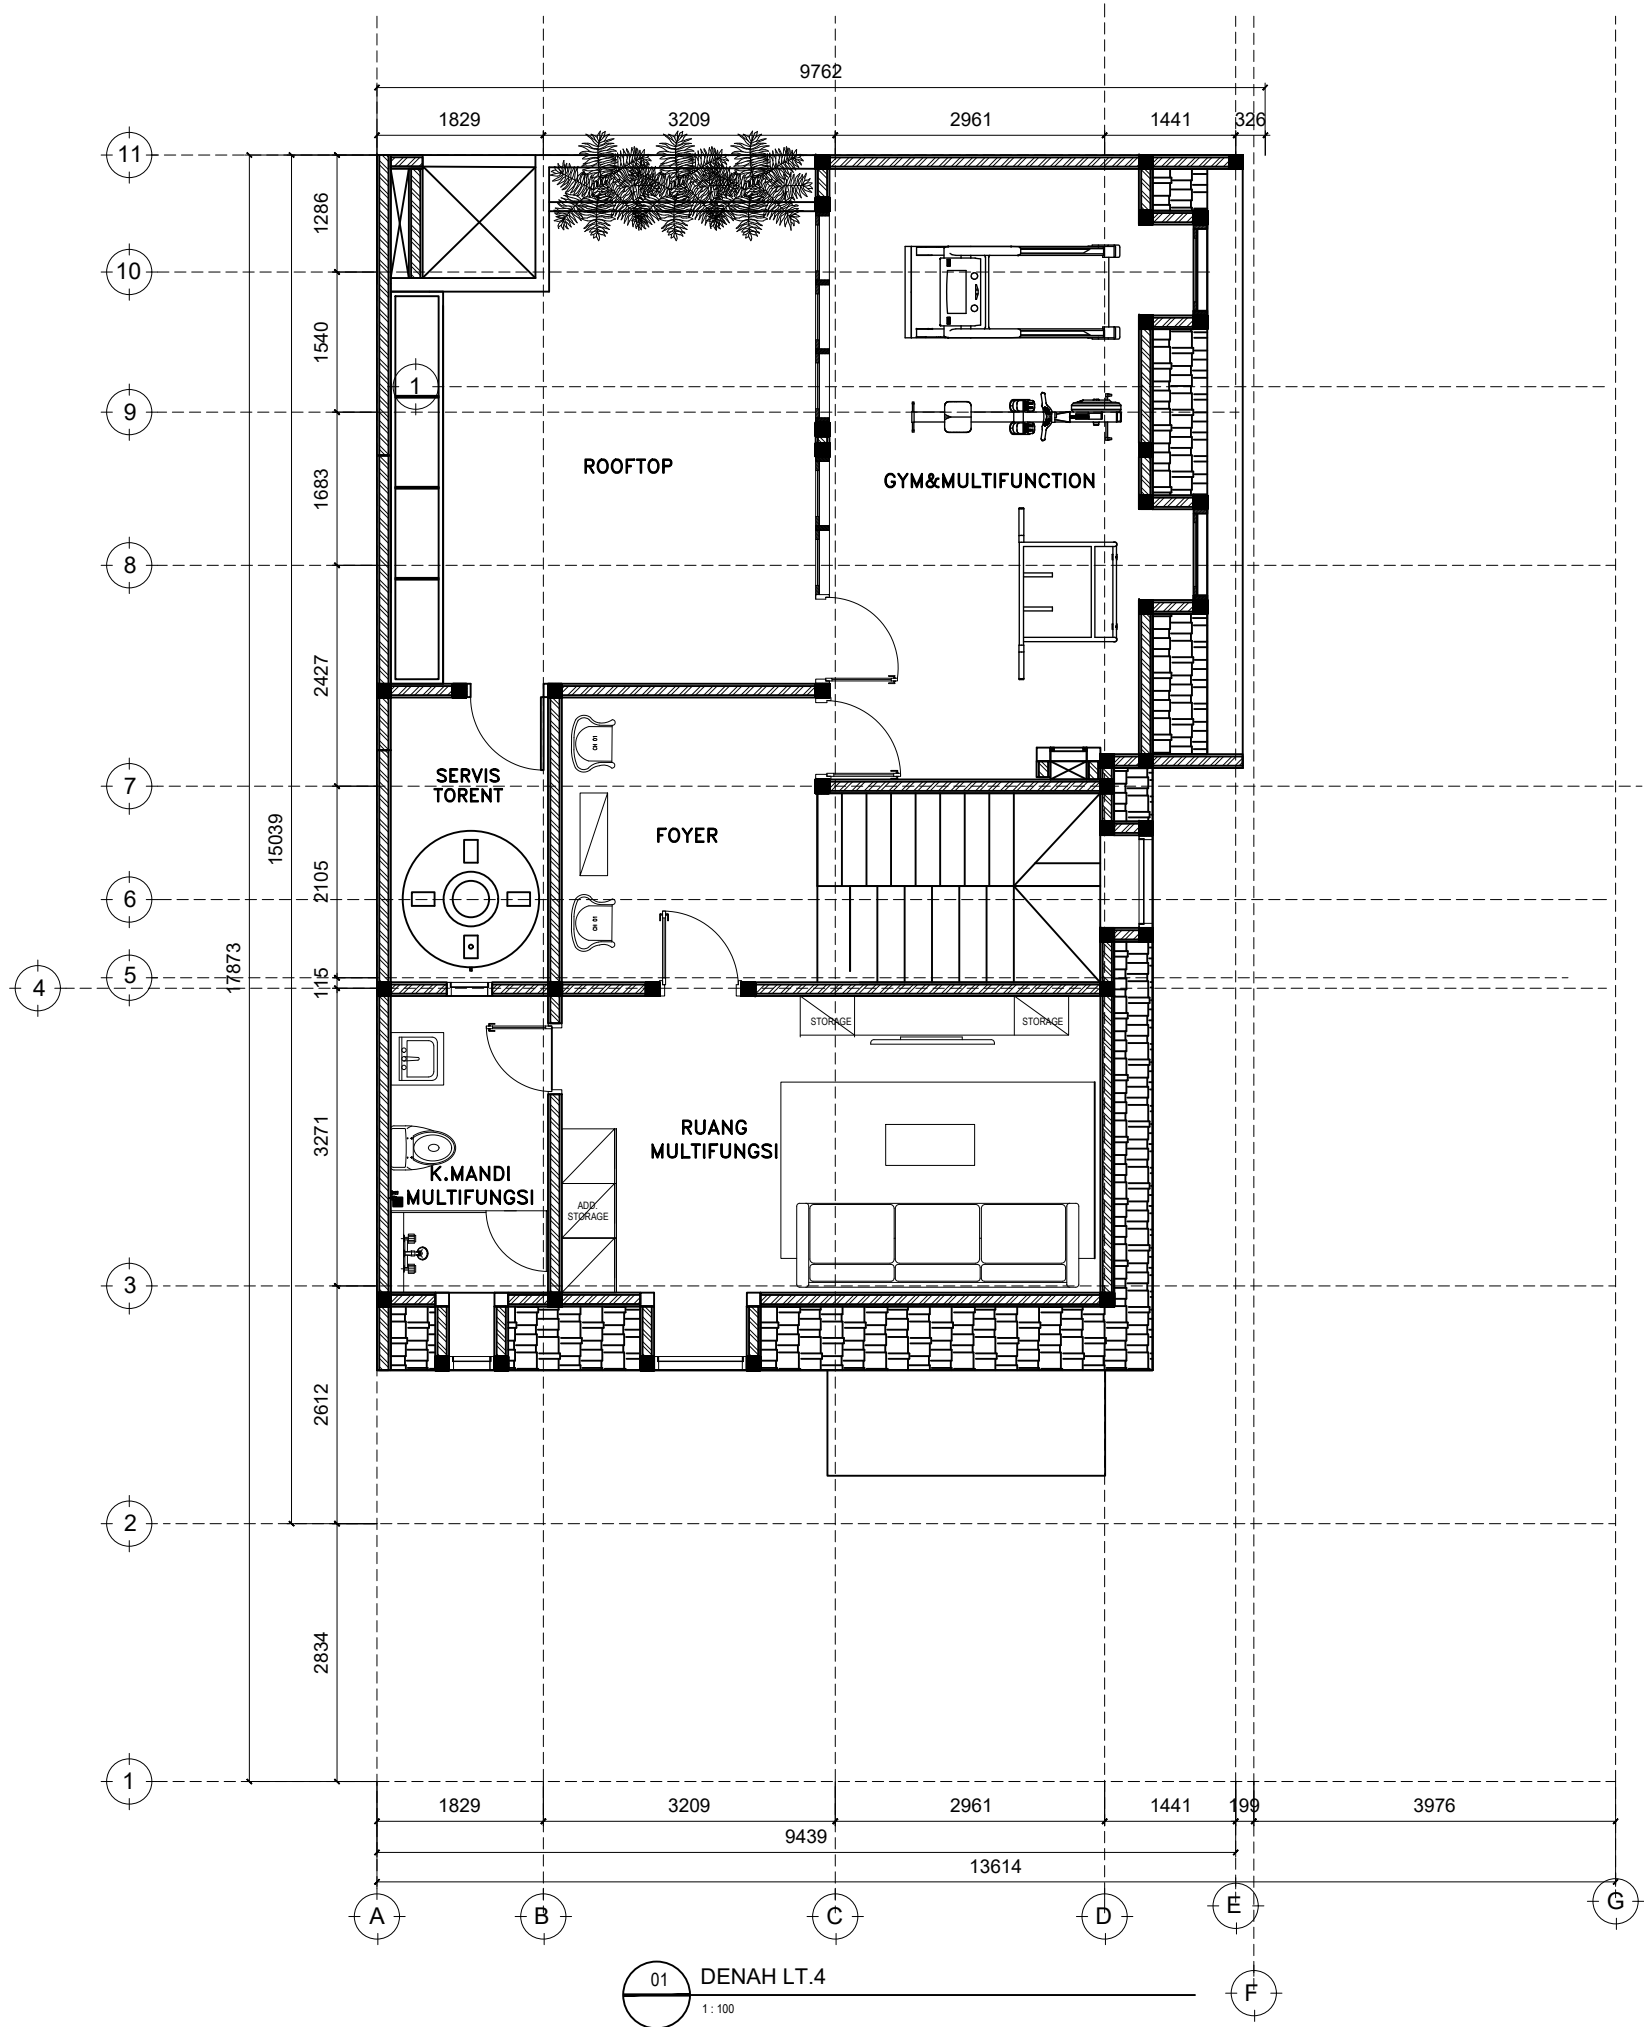 9762
1829
3209
2961
1441
326
11
1286
10
1540
1
9
ROOFTOP
1683
GYM&MULTIFUNCTION
8
2427
SERVIS
TORENT
7
FOYER
15039
2105
6
17873
5
115
4
STORAGE
STORAGE
RUANG
MULTIFUNGSI
3271
K.MANDI
MULTIFUNGSI
ADD.
STORAGE
3
2612
2
2834
1
1829
3209
2961
1441
199
3976
9439
13614
A
B
C
D
E
F
G
01
DENAH LT.4
1 : 100